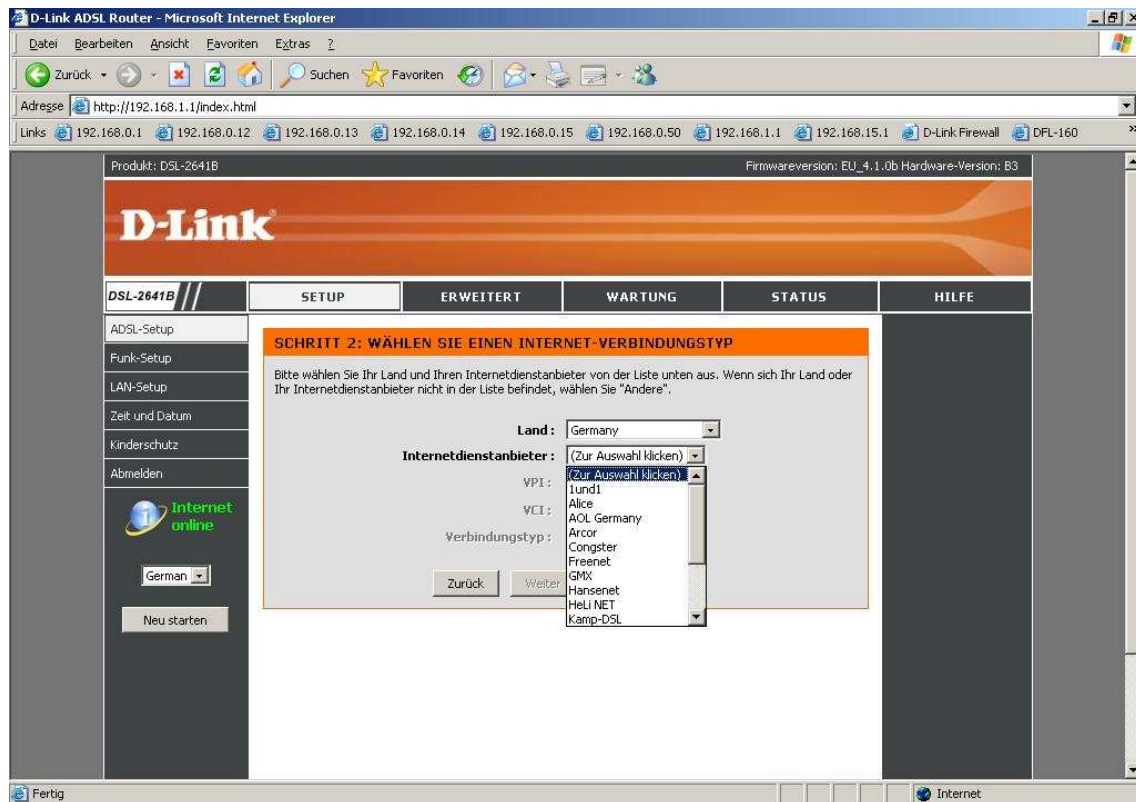 D-Link ADSL Router - Microsoft Internet Explorer
Datei Bearbeiten Ansicht Favoriten Extras ?
Zurück Suchen Favoriten
Adresse http://192.168.1.1/index.html
Links 192.168.0.1 192.168.0.12 192.168.0.13 192.168.0.14 192.168.0.15 192.168.0.50 192.168.1.1 192.168.15.1 D-Link Firewall DFL-160 »
Produkt: DSL-2641B Firmwareversion: EU_4.1.0b Hardware-Version: B3
D-Link
DSL-2641B SETUP ERWEITERT WARTUNG STATUS HILFE
ADSL-Setup
Funk-Setup
LAN-Setup
Zeit und Datum
Kinderschutz
Abmelden
Internet
online
German
Neu starten
SCHRITT 2: WÄHLEN SIE EINEN INTERNET-VERBINDUNGSTYP
Bitte wählen Sie Ihr Land und Ihren Internetdienstanbieter von der Liste unten aus. Wenn sich Ihr Land oder
Ihr Internetdienstanbieter nicht in der Liste befindet, wählen Sie "Andere".
Land : Germany
Internetdienstanbieter : (Zur Auswahl klicken)
VPI :
VCI :
Verbindungstyp :
(Zur Auswahl klicken)
1und1
Alice
AOL Germany
Arcor
Congster
Freenet
GMX
Hansenet
HeLi NET
Kamp-DSL
Zurück Weiter
Fertig Internet